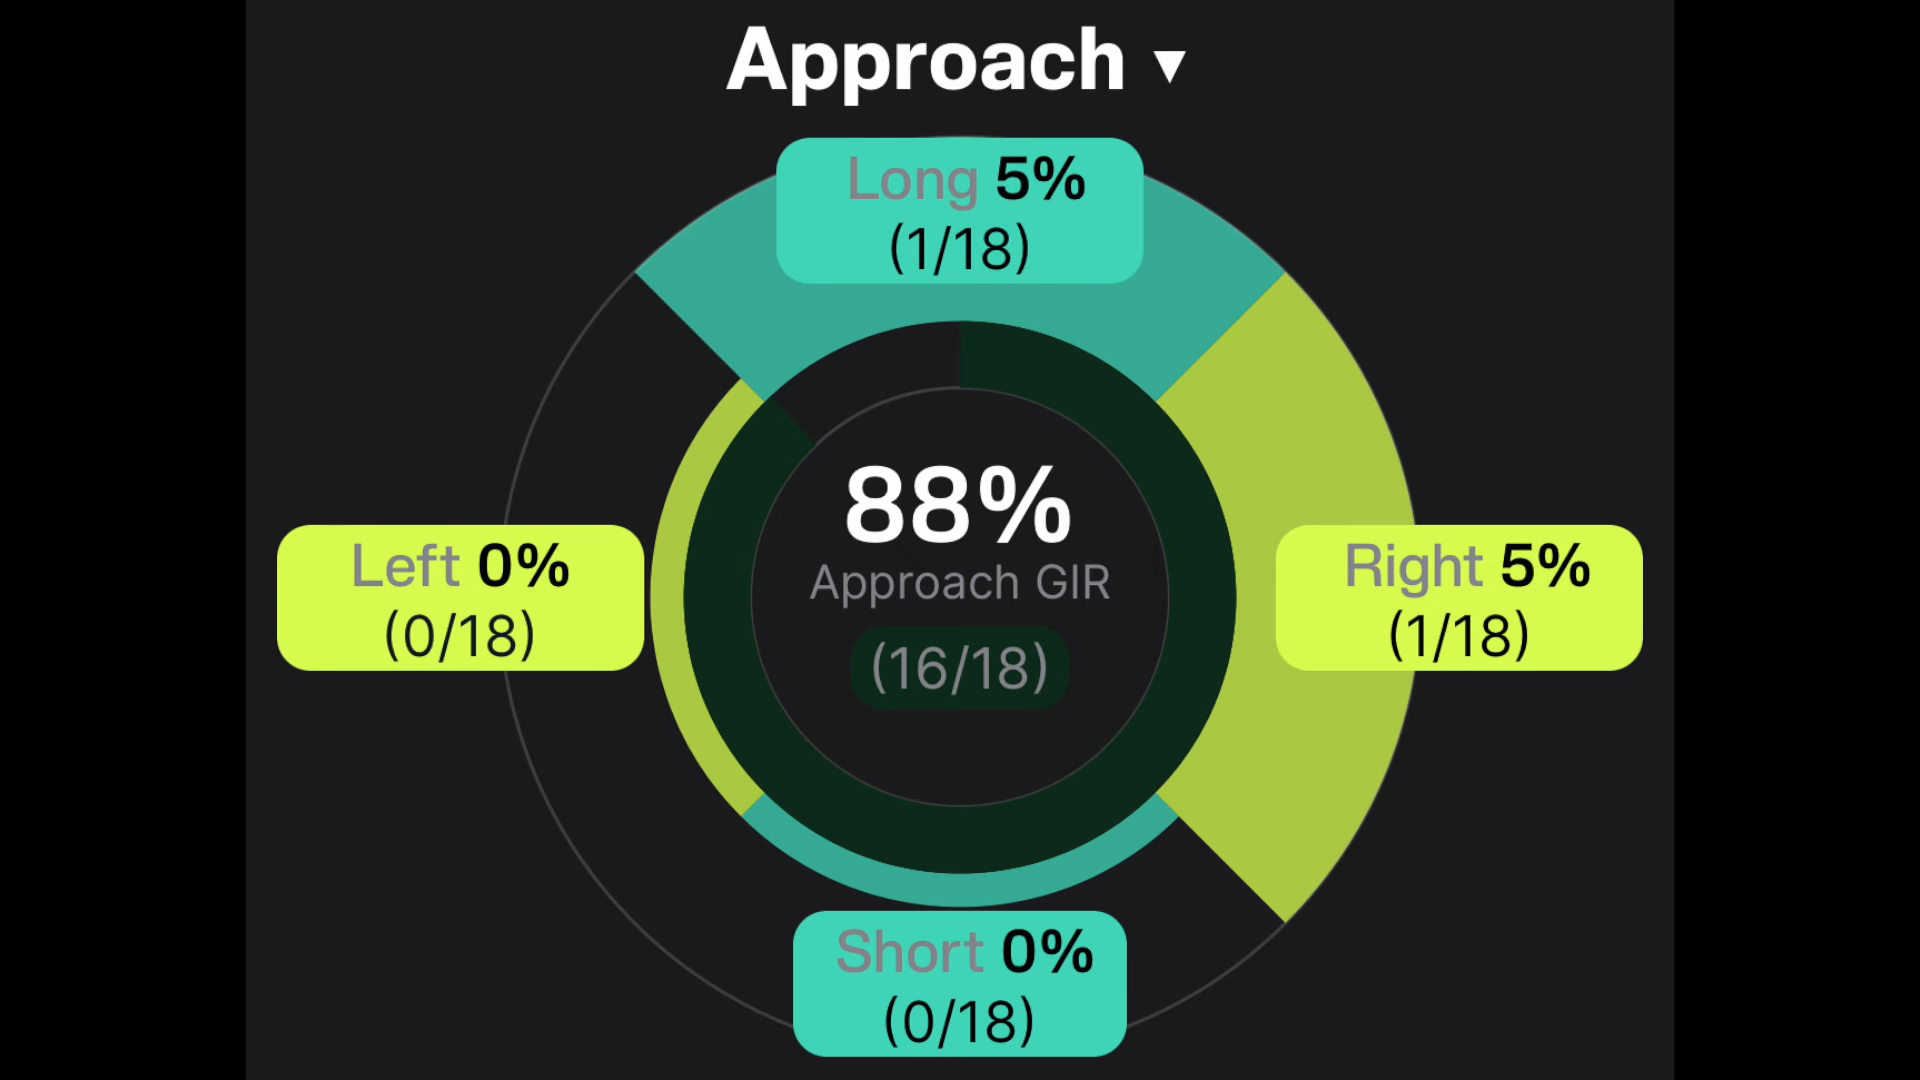 Approach ▼
Long 5%
(1/18)
88%
Approach GIR
(16/18)
Left 0%
(0/18)
Right 5%
(1/18)
Short 0%
(0/18)